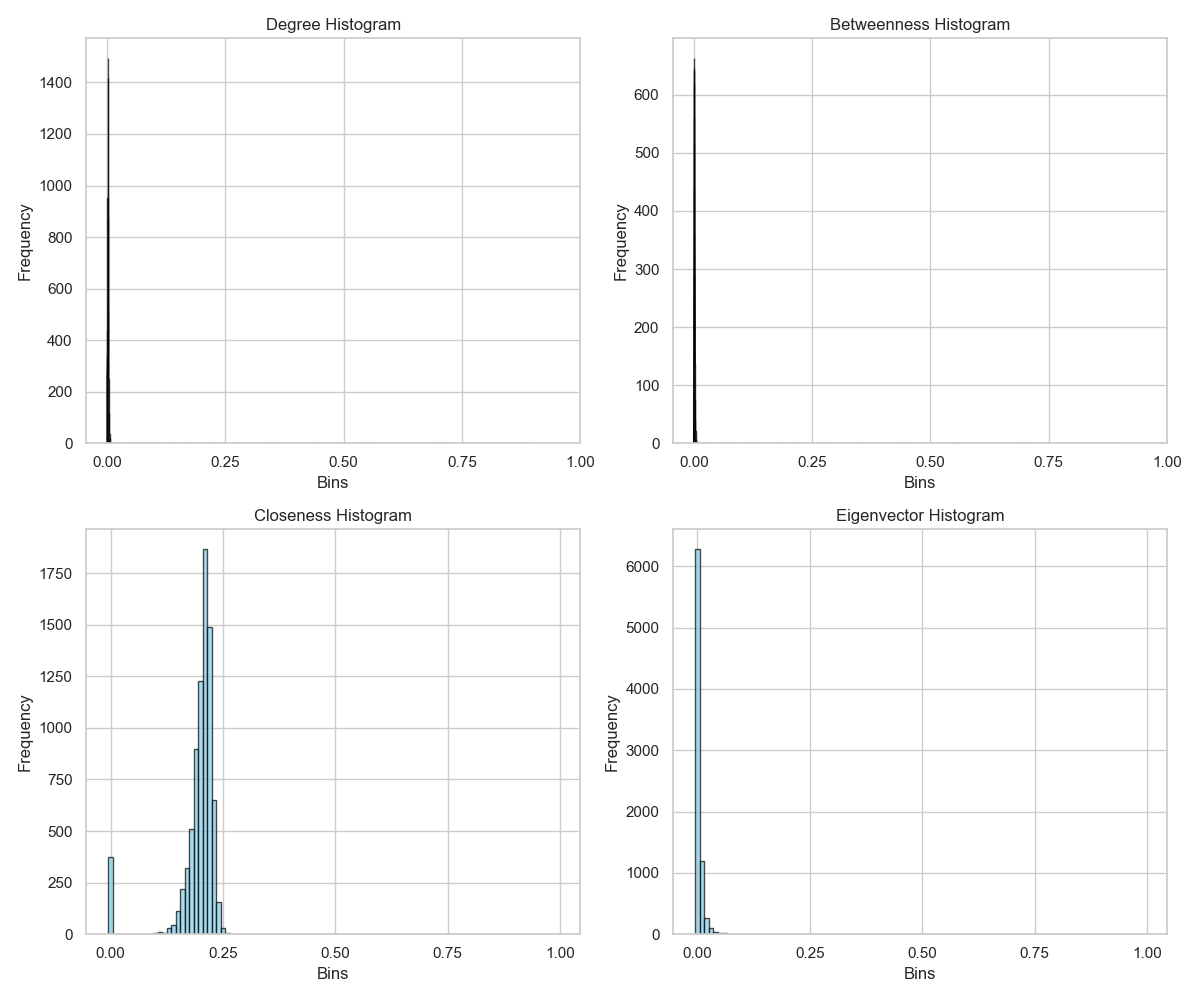 Degree Histogram
Frequency
1400
1200
1000
800
600
400
200
0
0.00 0.25 0.50 0.75 1.00
Bins
Betweenness Histogram
Frequency
600
500
400
300
200
100
0
0.00 0.25 0.50 0.75 1.00
Bins
Closeness Histogram
Frequency
1750
1500
1250
1000
750
500
250
0
0.00 0.25 0.50 0.75 1.00
Bins
Eigenvector Histogram
Frequency
6000
5000
4000
3000
2000
1000
0
0.00 0.25 0.50 0.75 1.00
Bins